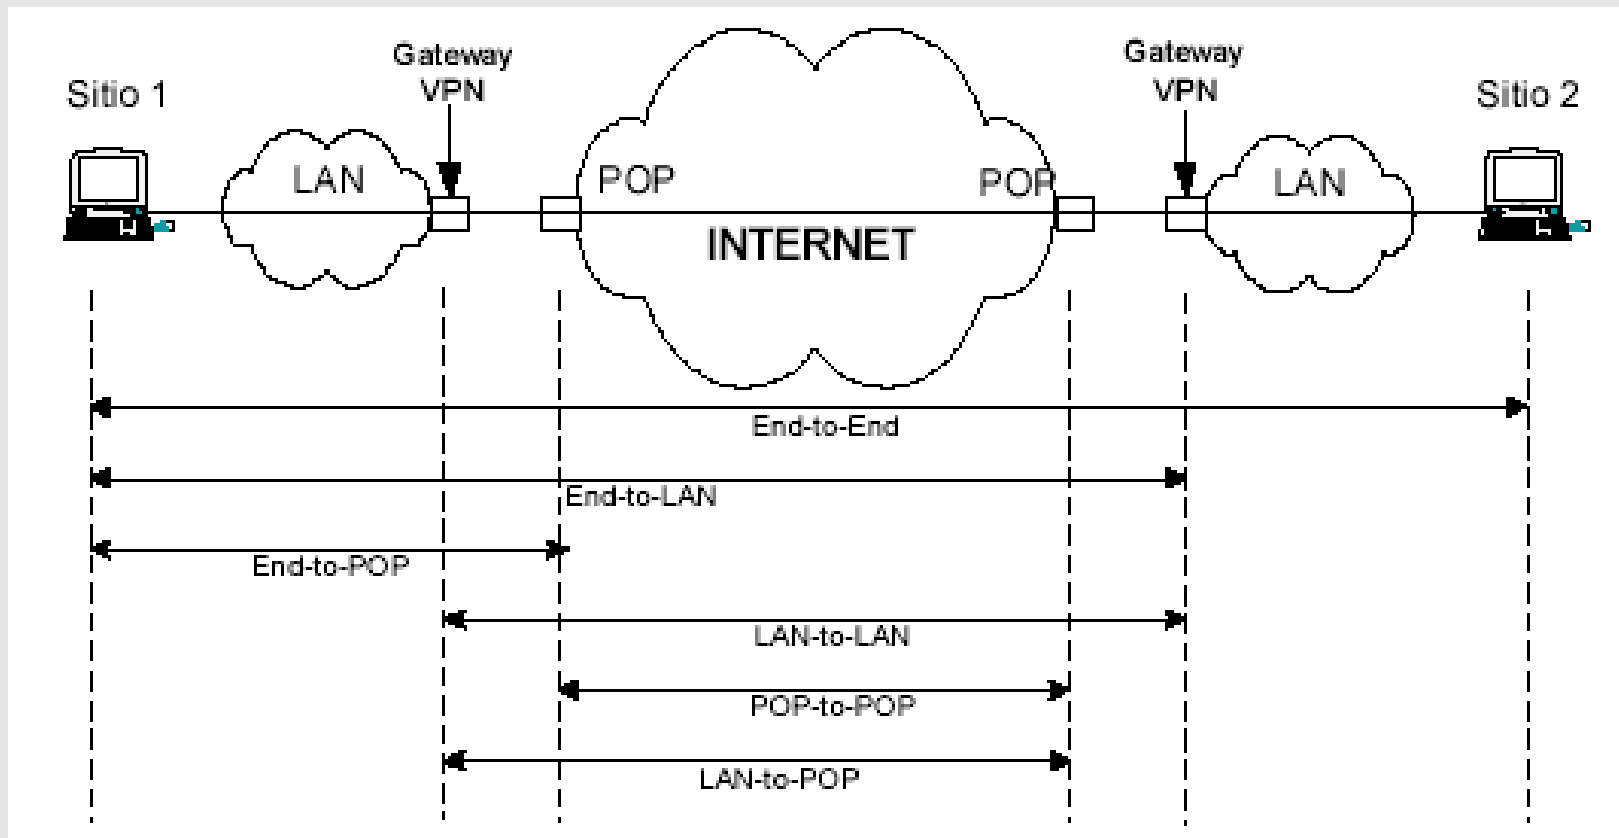 Gateway
VPN
Gateway
VPN
Sitio 1
Sitio 2
LAN
POP
POP
LAN
INTERNET
End-to-End
End-to-LAN
End-to-POP
LAN-to-LAN
POP-to-POP
LAN-to-POP